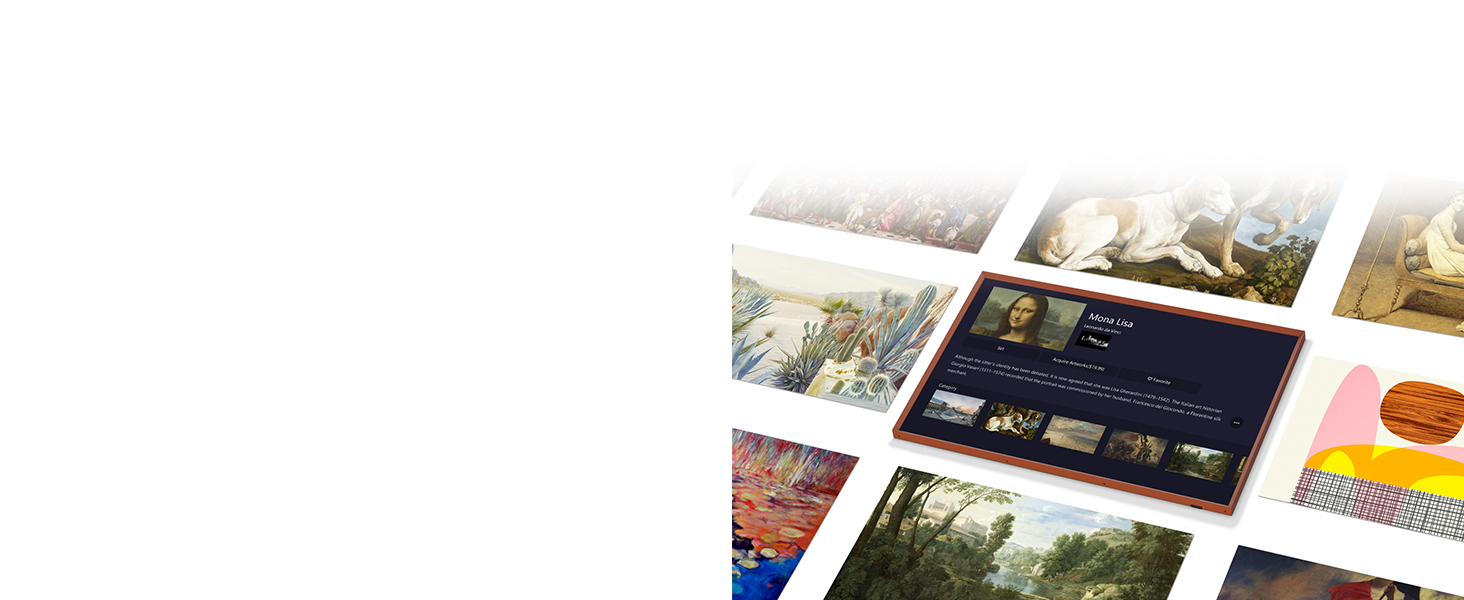 Mona Lisa
Leonardo da Vinci
Set
Acquire Artworks($19.99)
Favorite
Although the sitter's identity has been debated, it is now agreed that she was Lisa Gherardini (1479-1542). The Italian art historian
Giorgio Vasari (1511-1574) recorded that the portrait was commissioned by her husband, Francesco del Giocondo, a Florentine silk
merchant.
Category